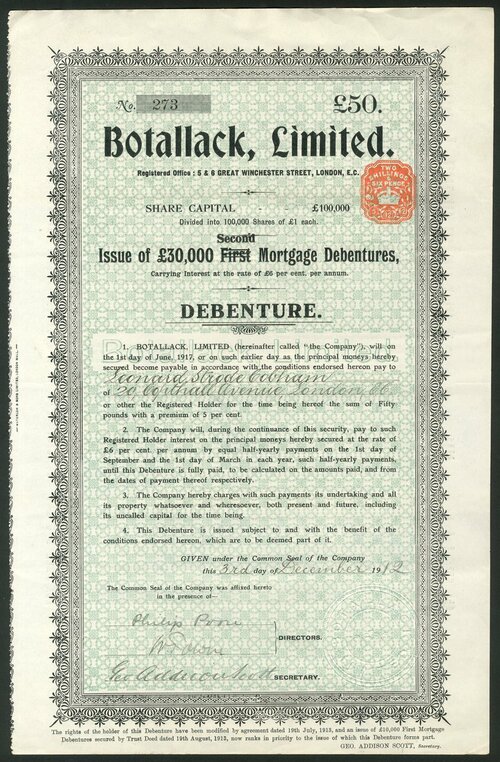 No. 273 £50.
Botallack, Limited.
Registered Office : 5 & 6 GREAT WINCHESTER STREET, LONDON, E.C.
TWO
SHILLINGS
&
SIX PENCE
SHARE CAPITAL £100,000
Divided into 100,000 Shares of £1 each.
Second
Issue of £30,000 First Mortgage Debentures,
Carrying Interest at the rate of £6 per cent. per annum.
DEBENTURE.
1. BOTALLACK, LIMITED (hereinafter called "the Company"), will on
the 1st day of June, 1917, or on such earlier day as the principal moneys hereby
secured become payable in accordance with the conditions endorsed hereon pay to
Leonard Strode Cobham
of 20 Copthall Avenue, London EC
or other the Registered Holder for the time being hereof the sum of Fifty
pounds with a premium of 5 per cent.
2. The Company will, during the continuance of this security, pay to such
Registered Holder interest on the principal moneys hereby secured at the rate of
£6 per cent. per annum by equal half-yearly payments on the 1st day of
September and the 1st day of March in each year, such half-yearly payments,
until this Debenture is fully paid, to be calculated on the amounts paid, and from
the dates of payment thereof respectively.
3. The Company hereby charges with such payments its undertaking and all
its property whatsoever and wheresoever, both present and future, including
its uncalled capital for the time being.
4. This Debenture is issued subject to and with the benefit of the
conditions endorsed hereon, which are to be deemed part of it.
GIVEN under the Common Seal of the Company
this 3rd day of December 1912
The Common Seal of the Company was affixed hereto
in the presence of—
Philip Poore
DIRECTORS.
Geo Addison Scott SECRETARY.
The rights of the holder of this Debenture have been modified by agreement dated 19th July, 1913, and an issue of £10,000 First Mortgage
Debentures secured by Trust Deed dated 19th August, 1913, now ranks in priority to the issue of which this Debenture forms part.
GEO. ADDISON SCOTT, Secretary.